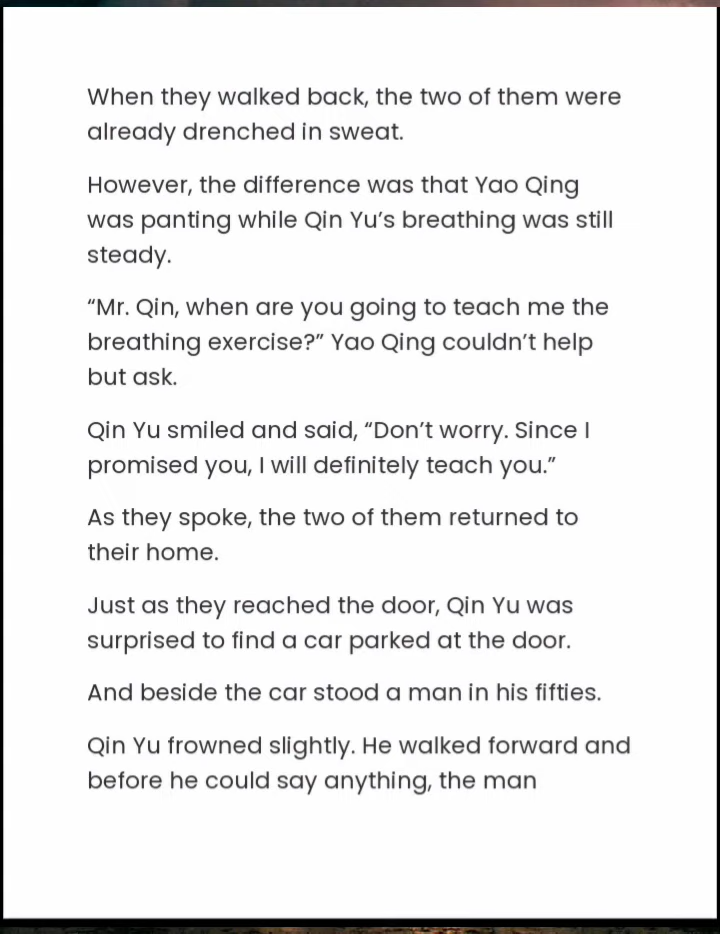 When they walked back, the two of them were
already drenched in sweat.
However, the difference was that Yao Qing
was panting while Qin Yu’s breathing was still
steady.
“Mr. Qin, when are you going to teach me the
breathing exercise?” Yao Qing couldn’t help
but ask.
Qin Yu smiled and said, “Don’t worry. Since I
promised you, I will definitely teach you.”
As they spoke, the two of them returned to
their home.
Just as they reached the door, Qin Yu was
surprised to find a car parked at the door.
And beside the car stood a man in his fifties.
Qin Yu frowned slightly. He walked forward and
before he could say anything, the man